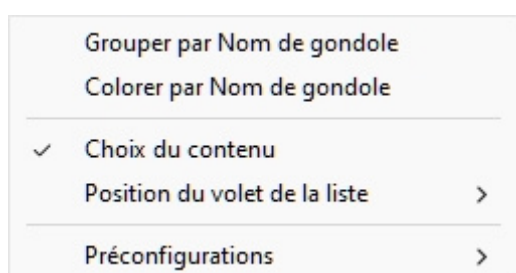 Grouper par Nom de gondole
Colorer par Nom de gondole
Choix du contenu
Position du volet de la liste
Préconfigurations